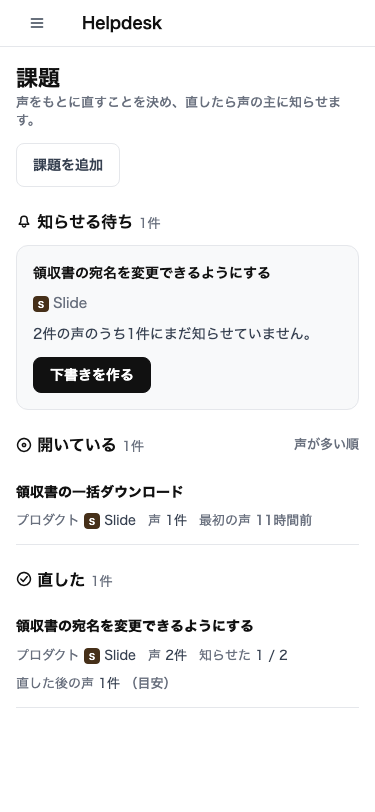 Helpdesk
課題
声をもとに直すことを決め、直したら声の主に知らせま
す。
課題を追加
知らせる待ち 1件
領収書の宛名を変更できるようにする
S Slide
2件の声のうち1件にまだ知らせていません。
下書きを作る
開いている 1件 声が多い順
領収書の一括ダウンロード
プロダクト S Slide 声 1件 最初の声 11時間前
直した 1件
領収書の宛名を変更できるようにする
プロダクト S Slide 声 2件 知らせた 1 / 2
直した後の声 1件 （目安）